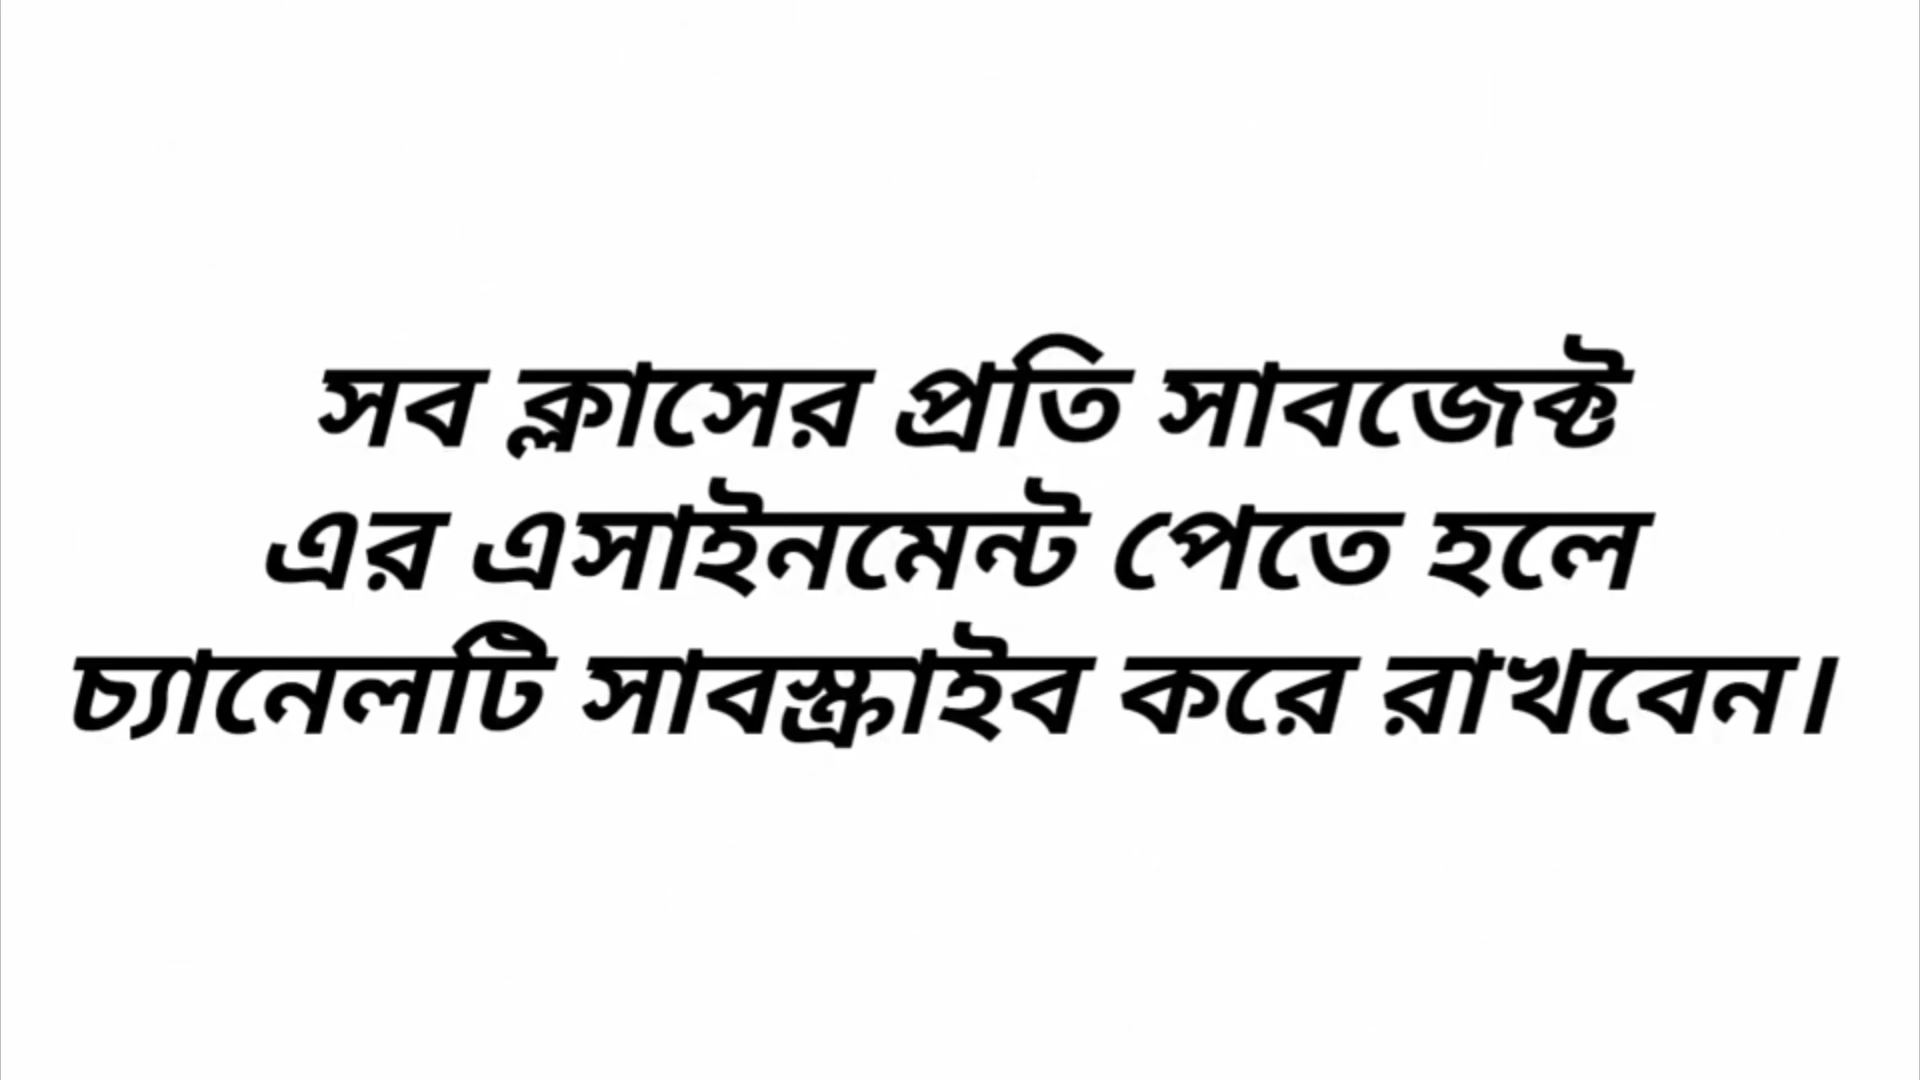 সব ক্লাসের প্রতি সাবজেক্ট
এর এসাইনমেন্ট পেতে হলে
চ্যানেলটি সাবস্ক্রাইব করে রাখবেন।